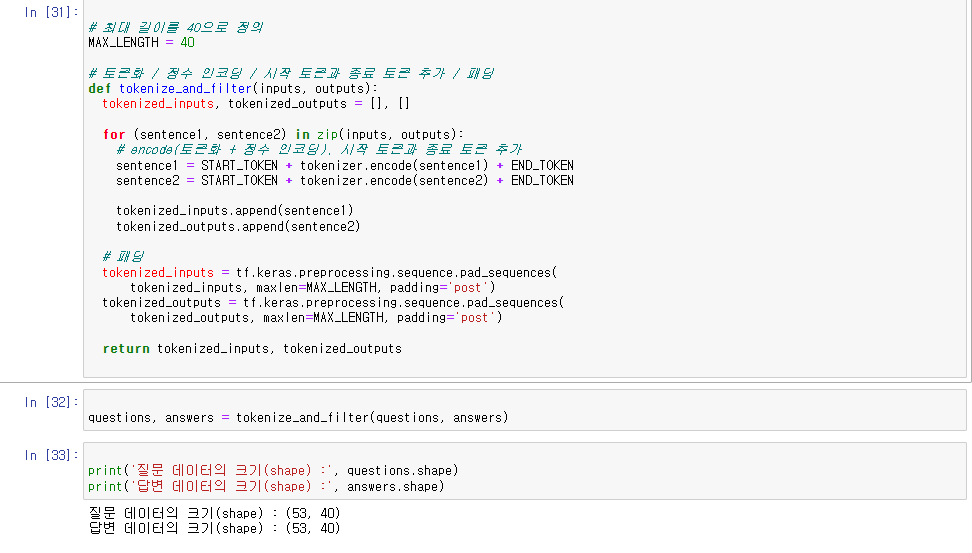 In [31]:
# 최대 길이를 40으로 정의
MAX_LENGTH = 40
# 토큰화 / 정수 인코딩 / 시작 토큰과 종료 토큰 추가 / 패딩
def tokenize_and_filter(inputs, outputs):
  tokenized_inputs, tokenized_outputs = [], []
  for (sentence1, sentence2) in zip(inputs, outputs):
    # encode(토큰화 + 정수 인코딩), 시작 토큰과 종료 토큰 추가
    sentence1 = START_TOKEN + tokenizer.encode(sentence1) + END_TOKEN
    sentence2 = START_TOKEN + tokenizer.encode(sentence2) + END_TOKEN
    tokenized_inputs.append(sentence1)
    tokenized_outputs.append(sentence2)
  # 패딩
  tokenized_inputs = tf.keras.preprocessing.sequence.pad_sequences(
      tokenized_inputs, maxlen=MAX_LENGTH, padding='post')
  tokenized_outputs = tf.keras.preprocessing.sequence.pad_sequences(
      tokenized_outputs, maxlen=MAX_LENGTH, padding='post')
  return tokenized_inputs, tokenized_outputs
In [32]:
questions, answers = tokenize_and_filter(questions, answers)
In [33]:
print('질문 데이터의 크기(shape) :', questions.shape)
print('답변 데이터의 크기(shape) :', answers.shape)
질문 데이터의 크기(shape) : (53, 40)
답변 데이터의 크기(shape) : (53, 40)